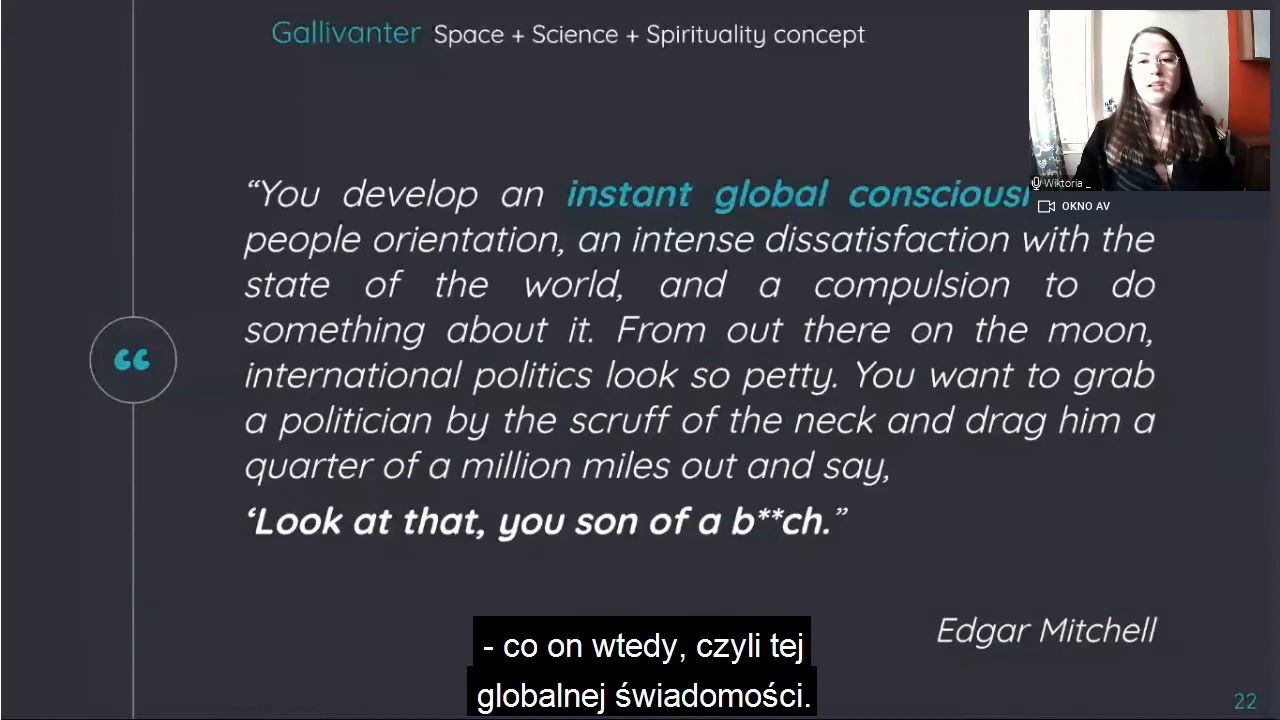 Gallivanter Space + Science + Spirituality concept
“You develop an instant global
people orientation, an intense dissatisfaction with the
state of the world, and a compulsion to do
something about it. From out there on the moon,
international politics look so petty. You want to grab
a politician by the scruff of the neck and drag him a
quarter of a million miles out and say,
‘Look at that, you son of a b**ch.”
Edgar Mitchell
Wiktoria _
OKNO AV
- co on wtedy, czyli tej
globalnej świadomości.
22